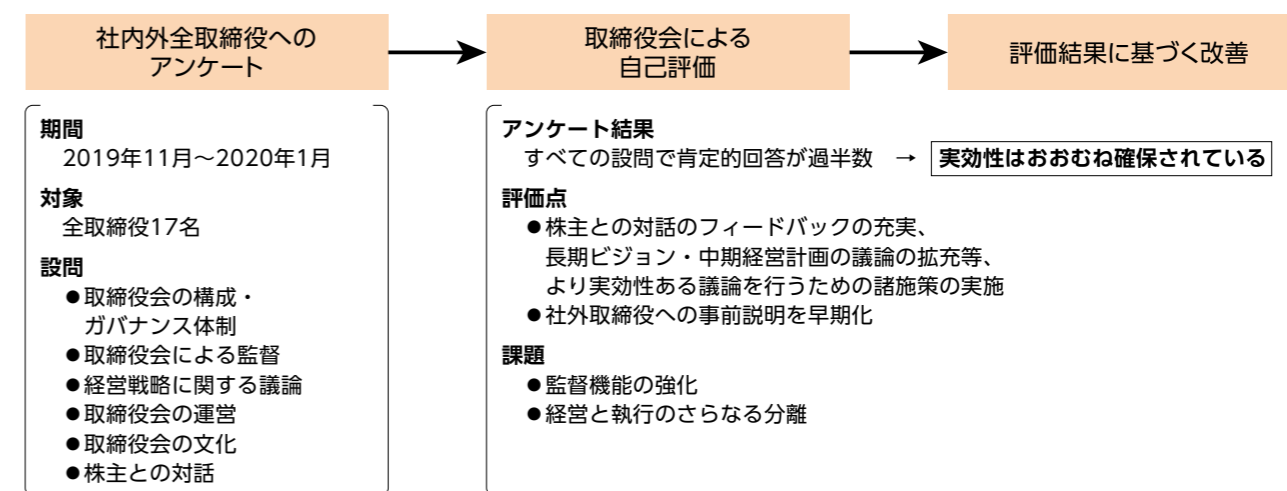 社内外全取締役への
アンケート
取締役会による
自己評価
評価結果に基づく改善
期間
2019年11月～2020年1月
対象
全取締役17名
設問
●取締役会の構成・
ガバナンス体制
●取締役会による監督
●経営戦略に関する議論
●取締役会の運営
●取締役会の文化
●株主との対話
アンケート結果
すべての設問で肯定的回答が過半数 → 実効性はおおむね確保されている
評価点
●株主との対話のフィードバックの充実、
長期ビジョン・中期経営計画の議論の拡充等、
より実効性ある議論を行うための諸施策の実施
●社外取締役への事前説明を早期化
課題
●監督機能の強化
●経営と執行のさらなる分離